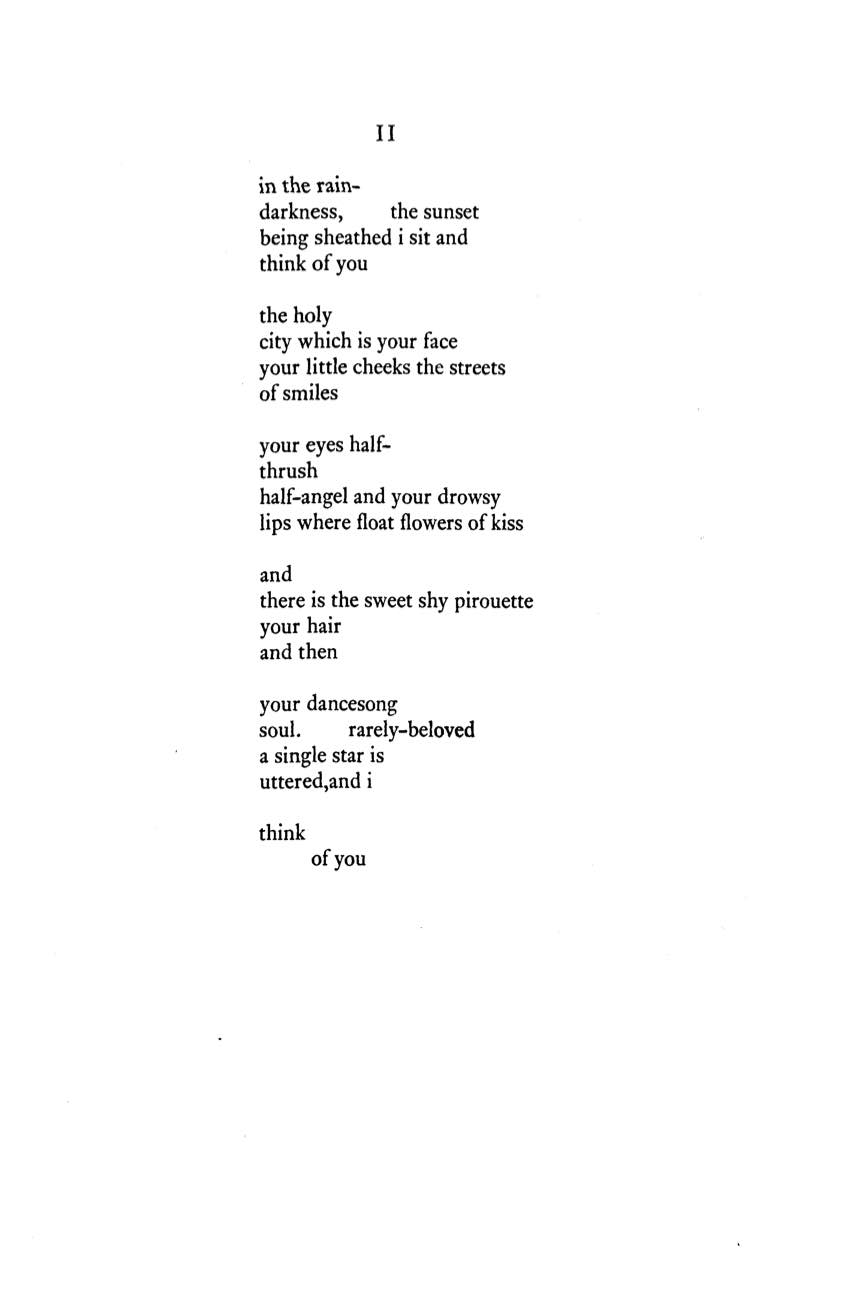 II
in the rain-
darkness,      the sunset
being sheathed i sit and
think of you
the holy
city which is your face
your little cheeks the streets
of smiles
your eyes half-
thrush
half-angel and your drowsy
lips where float flowers of kiss
and
there is the sweet shy pirouette
your hair
and then
your dancesong
soul.      rarely-beloved
a single star is
uttered,and i
think
      of you